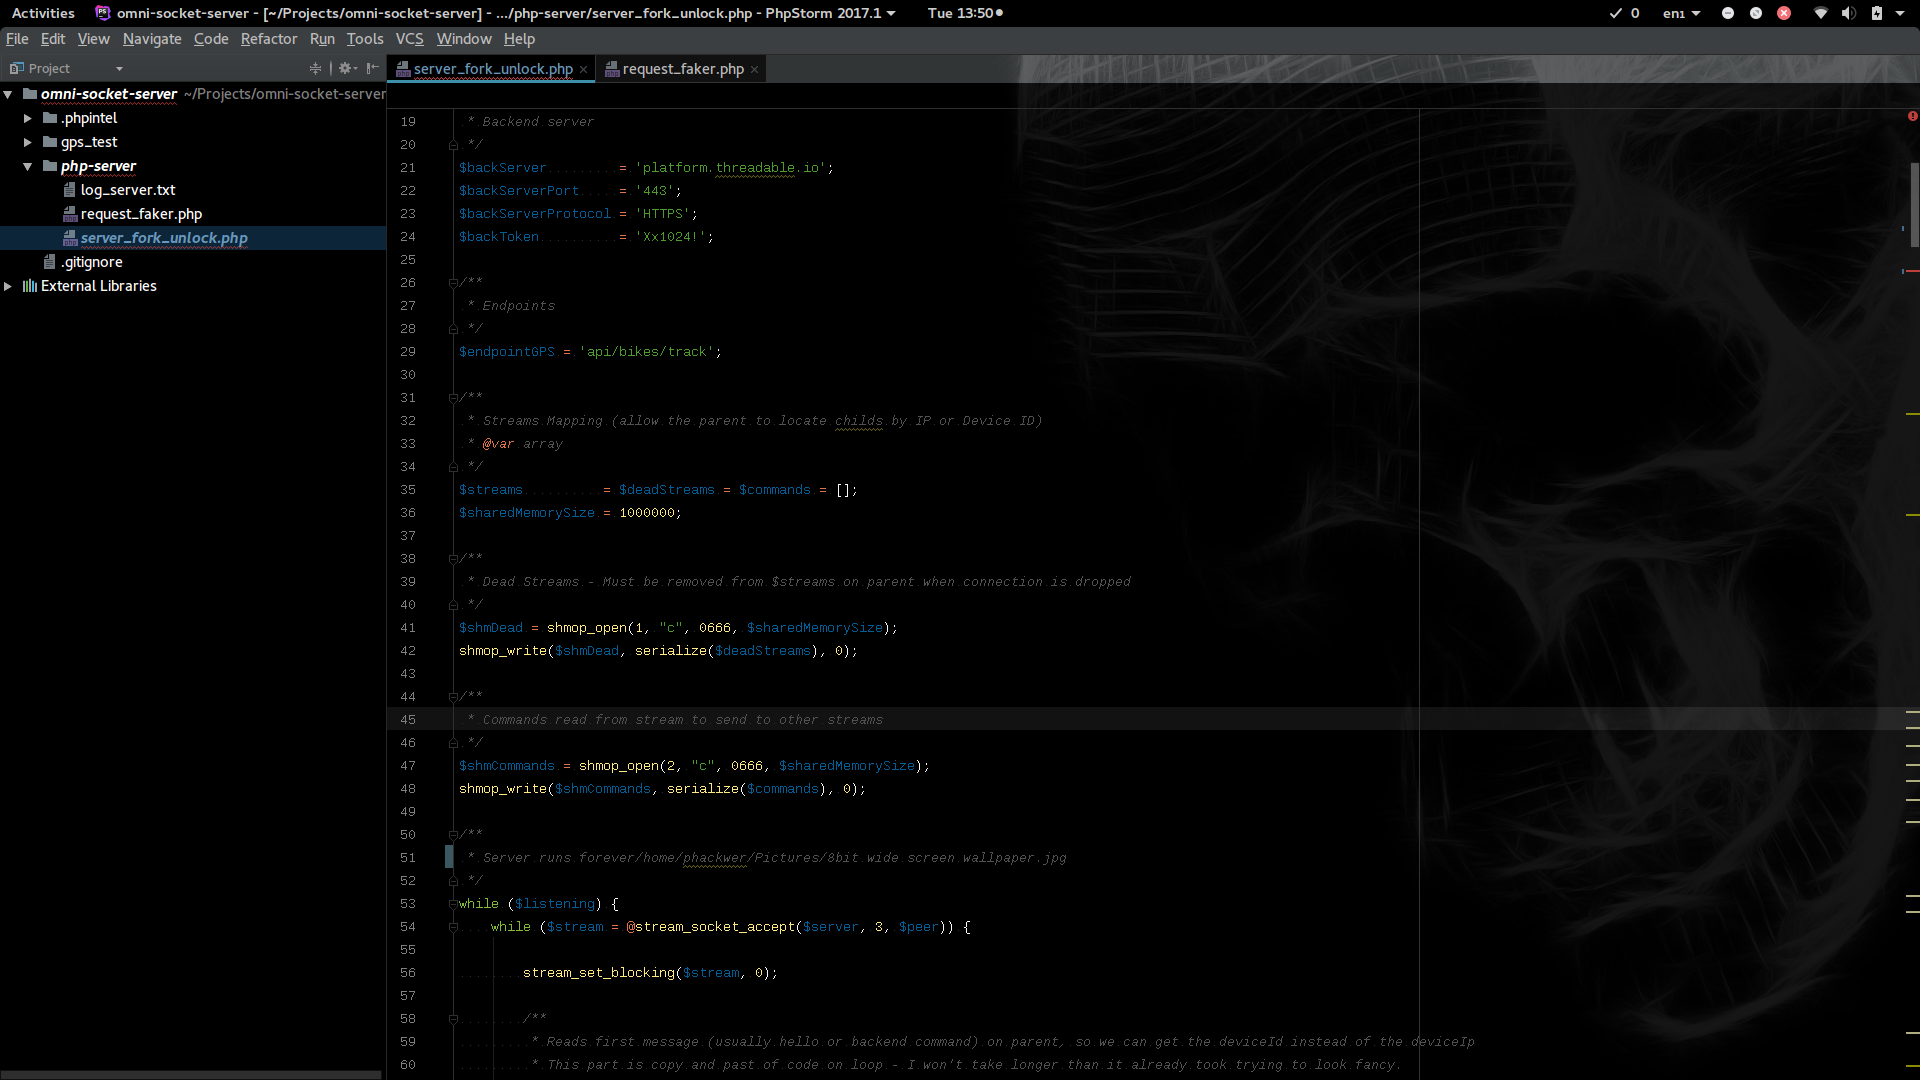 Activities omni-socket-server - [~/Projects/omni-socket-server] - .../php-server/server_fork_unlock.php - PhpStorm 2017.1 Tue 13:50 0 en₁
File Edit View Navigate Code Refactor Run Tools VCS Window Help
Project
server_fork_unlock.php request_faker.php
omni-socket-server ~/Projects/omni-socket-server
.phpintel
gps_test
php-server
log_server.txt
request_faker.php
server_fork_unlock.php
.gitignore
External Libraries
19 * Backend server
20 */
21 $backServer = 'platform.threadable.io';
22 $backServerPort = '443';
23 $backServerProtocol = 'HTTPS';
24 $backToken = 'Xx1024!';
25
26 /**
27 * Endpoints
28 */
29 $endpointGPS = 'api/bikes/track';
30
31 /**
32 * Streams Mapping (allow the parent to locate childs by IP or Device ID)
33 * @var array
34 */
35 $streams = $deadStreams = $commands = [];
36 $sharedMemorySize = 1000000;
37
38 /**
39 * Dead Streams - Must be removed from $streams on parent when connection is dropped
40 */
41 $shmDead = shmop_open(1, "c", 0666, $sharedMemorySize);
42 shmop_write($shmDead, serialize($deadStreams), 0);
43
44 /**
45 * Commands read from stream to send to other streams
46 */
47 $shmCommands = shmop_open(2, "c", 0666, $sharedMemorySize);
48 shmop_write($shmCommands, serialize($commands), 0);
49
50 /**
51 * Server runs forever/home/phackwer/Pictures/8bit wide screen wallpaper.jpg
52 */
53 while ($listening) {
54 while ($stream = @stream_socket_accept($server, 3, $peer)) {
55
56 stream_set_blocking($stream, 0);
57
58 /**
59 * Reads first message (usually hello or backend command) on parent, so we can get the deviceId instead of the deviceIp
60 * This part is copy and past of code on loop - I won't take longer than it already took trying to look fancy.